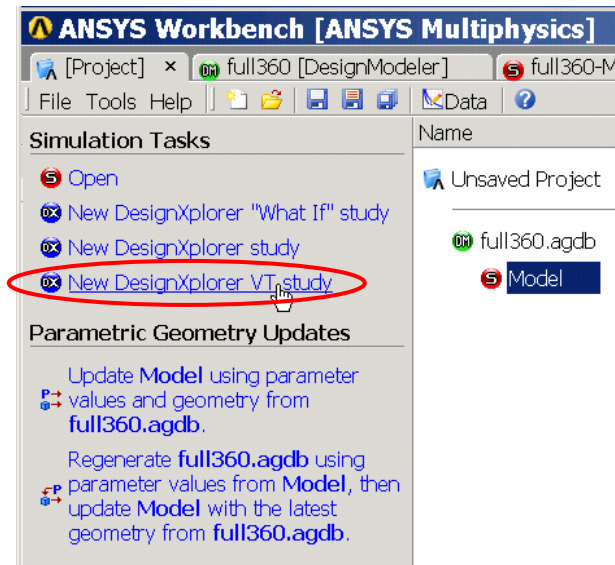 ANSYS Workbench [ANSYS Multiphysics]
[Project] × full360 [DesignModeler] full360-M
File Tools Help Data
Simulation Tasks
Name
Open
Unsaved Project
New DesignXplorer "What If" study
New DesignXplorer study
full360.agdb
New DesignXplorer VT study
Model
Parametric Geometry Updates
Update Model using parameter
values and geometry from
full360.agdb.
Regenerate full360.agdb using
parameter values from Model, then
update Model with the latest
geometry from full360.agdb.